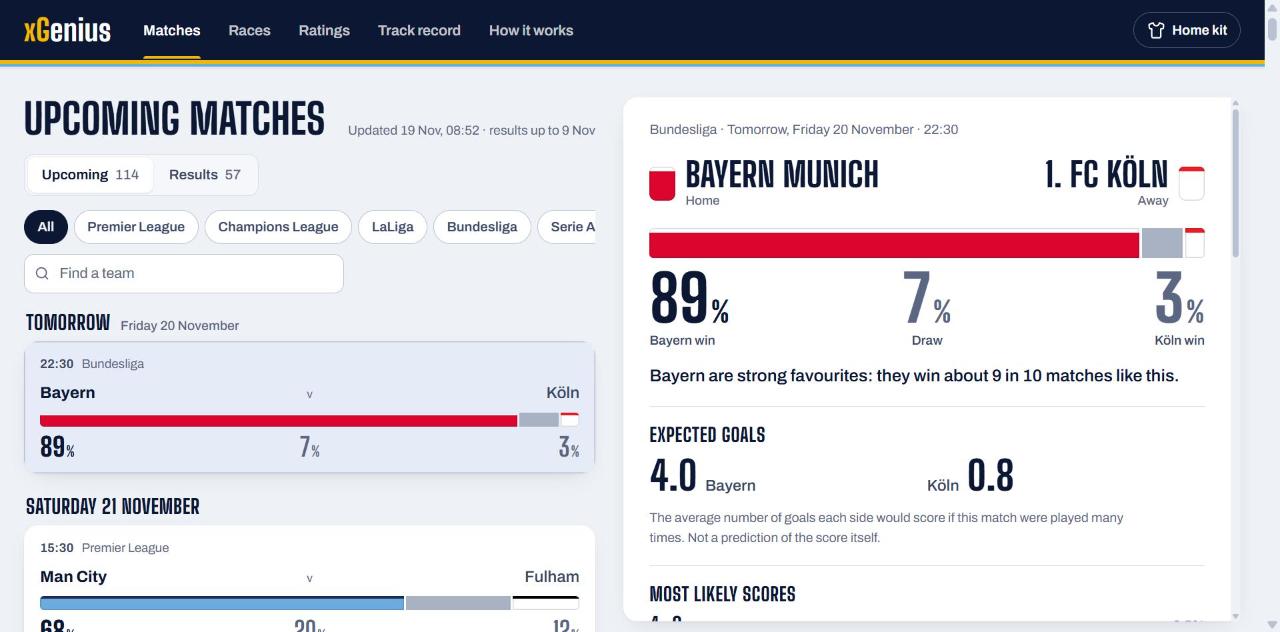 xGenius
Matches
Races
Ratings
Track record
How it works
Home kit
UPCOMING MATCHES
Updated 19 Nov, 08:52 · results up to 9 Nov
Upcoming 114
Results 57
All
Premier League
Champions League
LaLiga
Bundesliga
Serie A
Find a team
TOMORROW Friday 20 November
22:30 Bundesliga
Bayern v Köln
89% 7% 3%
SATURDAY 21 NOVEMBER
15:30 Premier League
Man City v Fulham
68% 20% 12%
Bundesliga · Tomorrow, Friday 20 November · 22:30
BAYERN MUNICH
Home
1. FC KÖLN
Away
89% 7% 3%
Bayern win Draw Köln win
Bayern are strong favourites: they win about 9 in 10 matches like this.
EXPECTED GOALS
4.0 Bayern Köln 0.8
The average number of goals each side would score if this match were played many
times. Not a prediction of the score itself.
MOST LIKELY SCORES